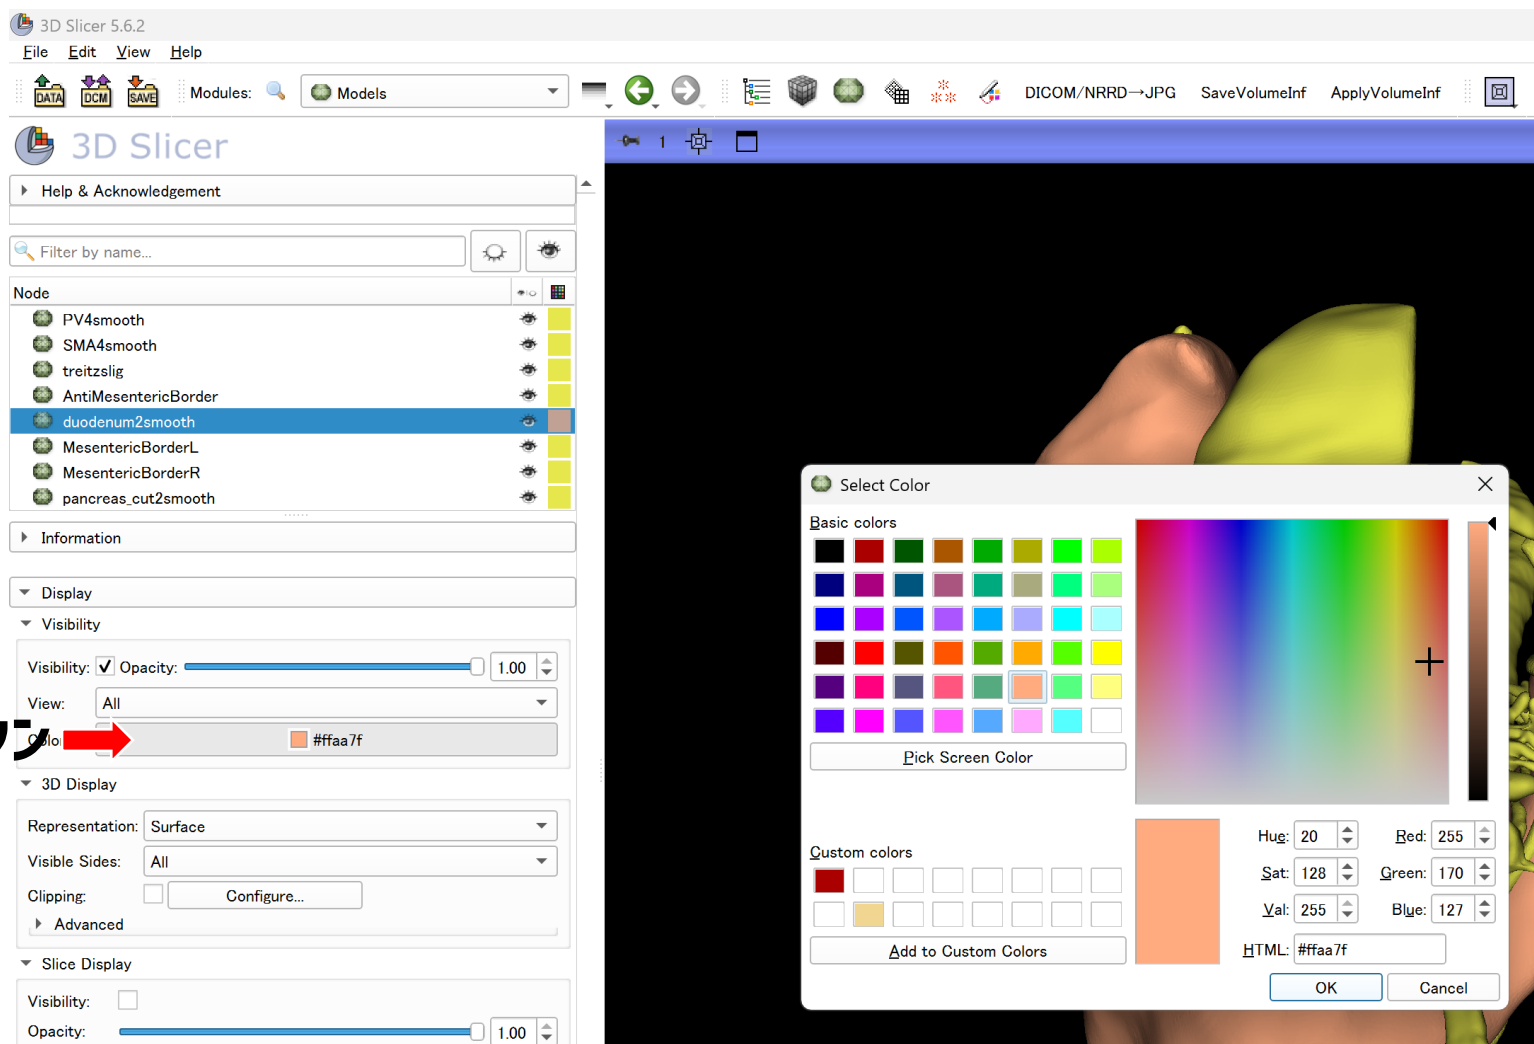 3D Slicer 5.6.2
File Edit View Help
DATA DCM SAVE Modules: Models DICOM/NRRD→JPG SaveVolumeInf ApplyVolumeInf
3D Slicer
1
Help & Acknowledgement
Filter by name...
Node
PV4smooth
SMA4smooth
treitzslig
AntiMesentericBorder
duodenum2smooth
MesentericBorderL
MesentericBorderR
pancreas_cut2smooth
Information
Display
Visibility
Visibility: Opacity: 1.00
View: All
#ffaa7f
3D Display
Representation: Surface
Visible Sides: All
Clipping: Configure...
Advanced
Slice Display
Visibility:
Opacity: 1.00
Select Color
Basic colors
Pick Screen Color
Custom colors
Add to Custom Colors
Hue: 20 Red: 255
Sat: 128 Green: 170
Val: 255 Blue: 127
HTML: #ffaa7f
OK Cancel